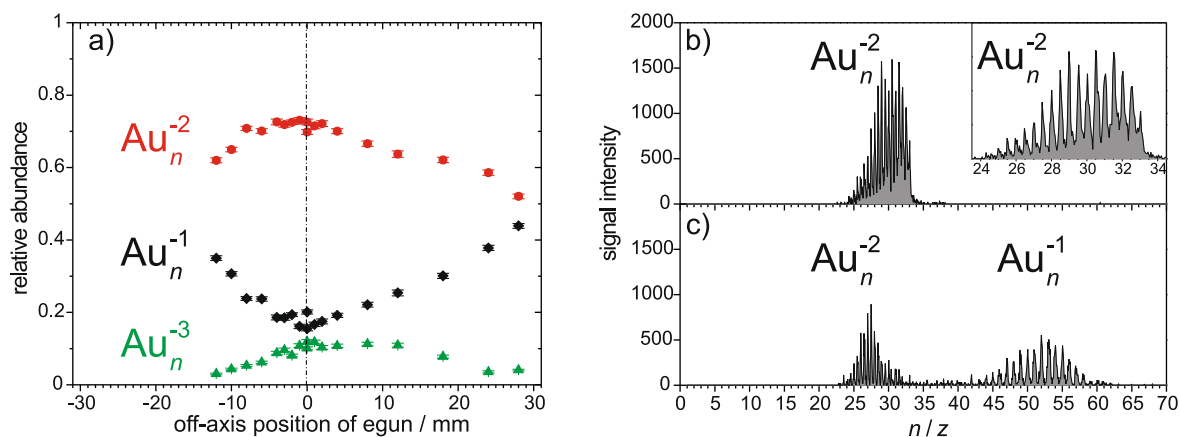 a)
relative abundance
1
0.8
0.6
0.4
0.2
0
Au_n^-2
Au_n^-1
Au_n^-3
-30 -20 -10 0 10 20 30
off-axis position of egun / mm
b)
signal intensity
2000
1500
1000
500
0
Au_n^-2
Au_n^-2
24 26 28 30 32 34
c)
1500
1000
500
0
Au_n^-2
Au_n^-1
0 5 10 15 20 25 30 35 40 45 50 55 60 65 70
n / z